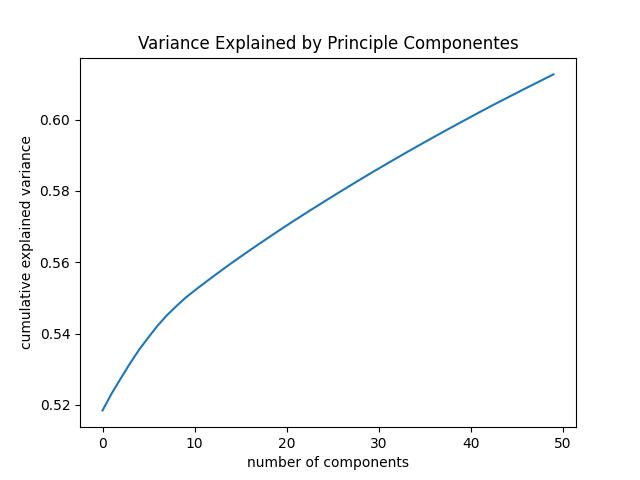 Variance Explained by Principle Componentes
cumulative explained variance
0.60
0.58
0.56
0.54
0.52
0 10 20 30 40 50
number of components